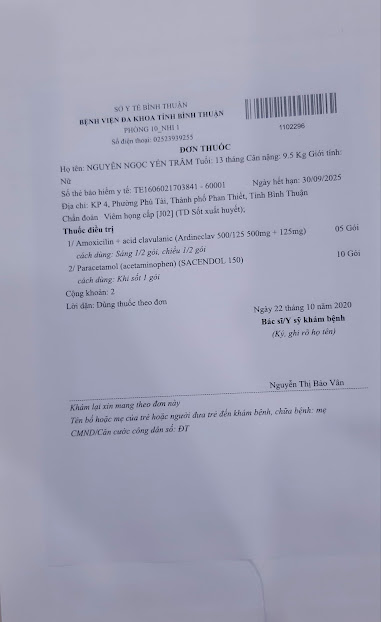 SỞ Y TẾ BÌNH THUẬN
BỆNH VIỆN ĐA KHOA TỈNH BÌNH THUẬN
PHÒNG 10_NHI 1
Số điện thoại: 02523939255
1102296
ĐƠN THUỐC
Họ tên: NGUYỄN NGỌC YẾN TRÂM Tuổi: 13 tháng Cân nặng: 9.5 Kg Giới tính:
Nữ
Số thẻ bảo hiểm y tế: TE1606021703841 - 60001 Ngày hết hạn: 30/09/2025
Địa chỉ: KP 4, Phường Phú Tài, Thành phố Phan Thiết, Tỉnh Bình Thuận
Chẩn đoán Viêm họng cấp [J02] (TD Sốt xuất huyết);
Thuốc điều trị
1/ Amoxicilin + acid clavulanic (Ardineclav 500/125 500mg + 125mg) 05 Gói
cách dùng: Sáng 1/2 gói, chiều 1/2 gói
2/ Paracetamol (acetaminophen) (SACENDOL 150) 10 Gói
cách dùng: Khi sốt 1 gói
Cộng khoản: 2
Lời dặn: Dùng thuốc theo đơn
Ngày 22 tháng 10 năm 2020
Bác sĩ/Y sỹ khám bệnh
(Ký, ghi rõ họ tên)
Nguyễn Thị Bảo Vân
Khám lại xin mang theo đơn này
Tên bố hoặc mẹ của trẻ hoặc người đưa trẻ đến khám bệnh, chữa bệnh: mẹ
CMND/Căn cước công dân số: ĐT